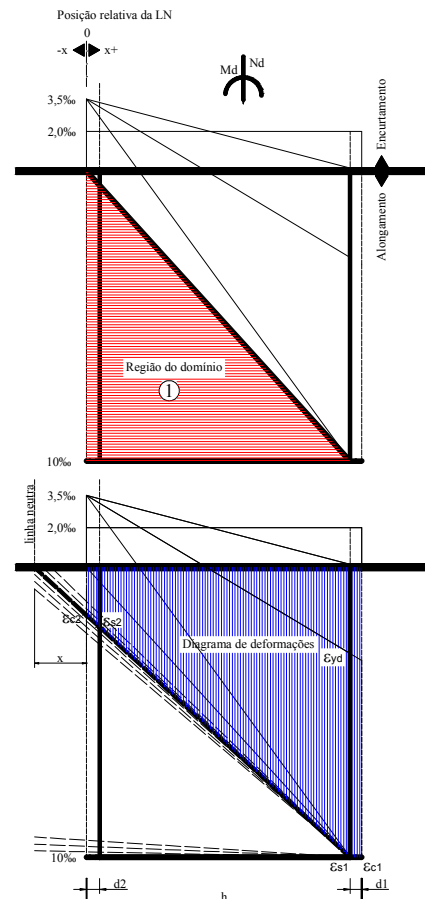 Posição relativa da LN
0
-x x+
Md Nd
3,5‰
2,0‰
Encurtamento
Alongamento
Região do domínio
1
10‰
linha neutra
3,5‰
2,0‰
εc2 εs2
Diagrama de deformações
εyd
x
10‰
εs1 εc1
d2 d1
h